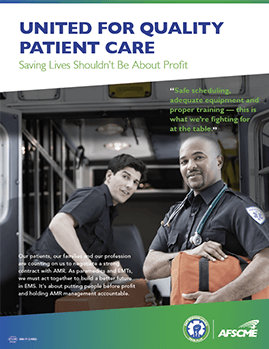 UNITED FOR QUALITY
PATIENT CARE
Saving Lives Shouldn't Be About Profit
"Safe scheduling,
adequate equipment and
proper training — this is
what we're fighting for
at the table."
Our patients, our families and our profession
are counting on us to negotiate a strong
contract with AMR. As paramedics and EMTs,
we must act together to build a better future
in EMS. It's about putting people before profit
and holding AMR management accountable.
AFSCME